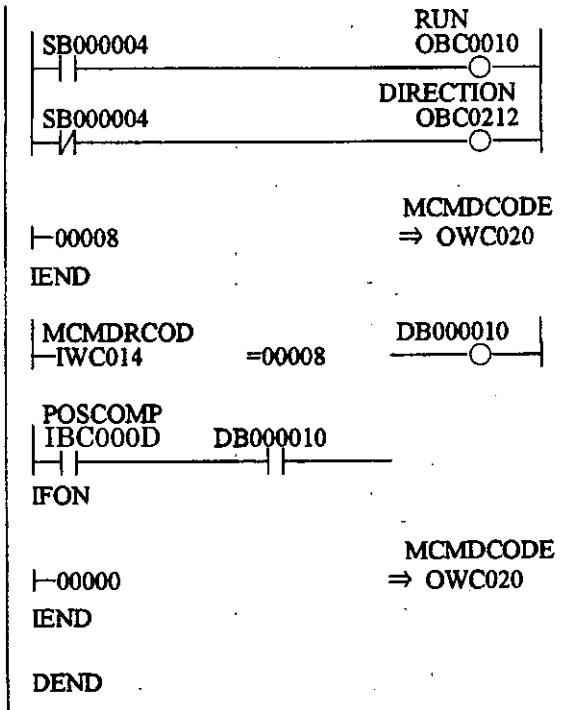 RUN
SB000004 OBC0010
DIRECTION
SB000004 OBC0212
MCMDCODE
00008 ⇒ OWC020
IEND
MCMDRCOD DB000010
IWC014 =00008
POSCOMP
IBC000D DB000010
IFON
MCMDCODE
00000 ⇒ OWC020
IEND
DEND